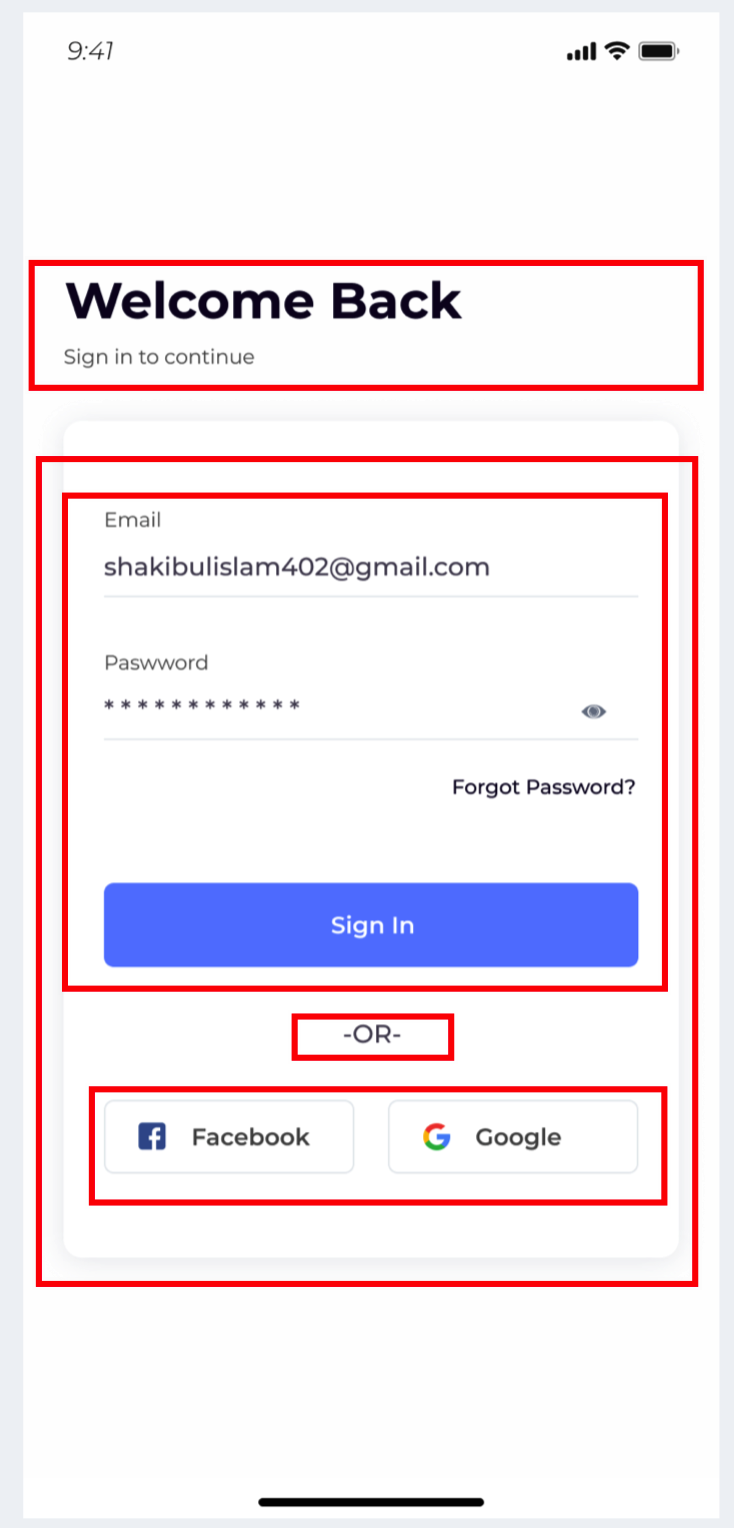 9:41
Welcome Back
Sign in to continue
Email
shakibulislam402@gmail.com
Paswword
* * * * * * * * * * * *
Forgot Password?
Sign In
-OR-
Facebook
Google